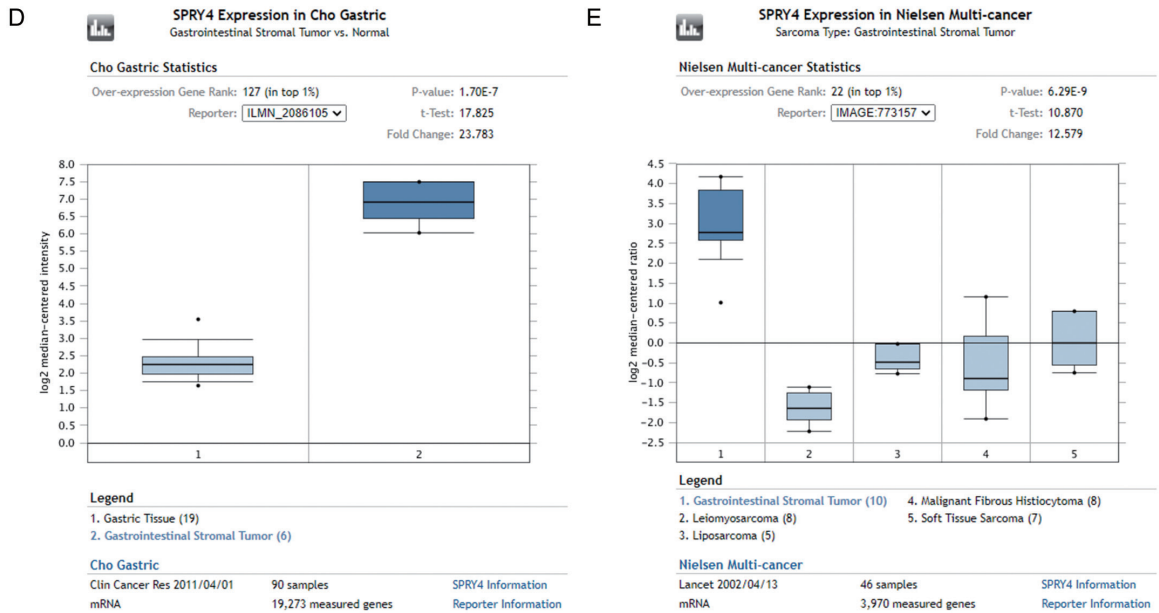 D
SPRY4 Expression in Cho Gastric
Gastrointestinal Stromal Tumor vs. Normal
Cho Gastric Statistics
Over-expression Gene Rank: 127 (in top 1%)
P-value: 1.70E-7
Reporter: ILMN_2086105
t-Test: 17.825
Fold Change: 23.783
log2 median-centered intensity
8.0
7.5
7.0
6.5
6.0
5.5
5.0
4.5
4.0
3.5
3.0
2.5
2.0
1.5
1.0
0.5
0.0
1 2
Legend
1. Gastric Tissue (19)
2. Gastrointestinal Stromal Tumor (6)
Cho Gastric
Clin Cancer Res 2011/04/01 90 samples SPRY4 Information
mRNA 19,273 measured genes Reporter Information
E
SPRY4 Expression in Nielsen Multi-cancer
Sarcoma Type: Gastrointestinal Stromal Tumor
Nielsen Multi-cancer Statistics
Over-expression Gene Rank: 22 (in top 1%)
P-value: 6.29E-9
Reporter: IMAGE:773157
t-Test: 10.870
Fold Change: 12.579
log2 median-centered ratio
4.5
4.0
3.5
3.0
2.5
2.0
1.5
1.0
0.5
0.0
-0.5
-1.0
-1.5
-2.0
-2.5
1 2 3 4 5
Legend
1. Gastrointestinal Stromal Tumor (10) 4. Malignant Fibrous Histiocytoma (8)
2. Leiomyosarcoma (8) 5. Soft Tissue Sarcoma (7)
3. Liposarcoma (5)
Nielsen Multi-cancer
Lancet 2002/04/13 46 samples SPRY4 Information
mRNA 3,970 measured genes Reporter Information